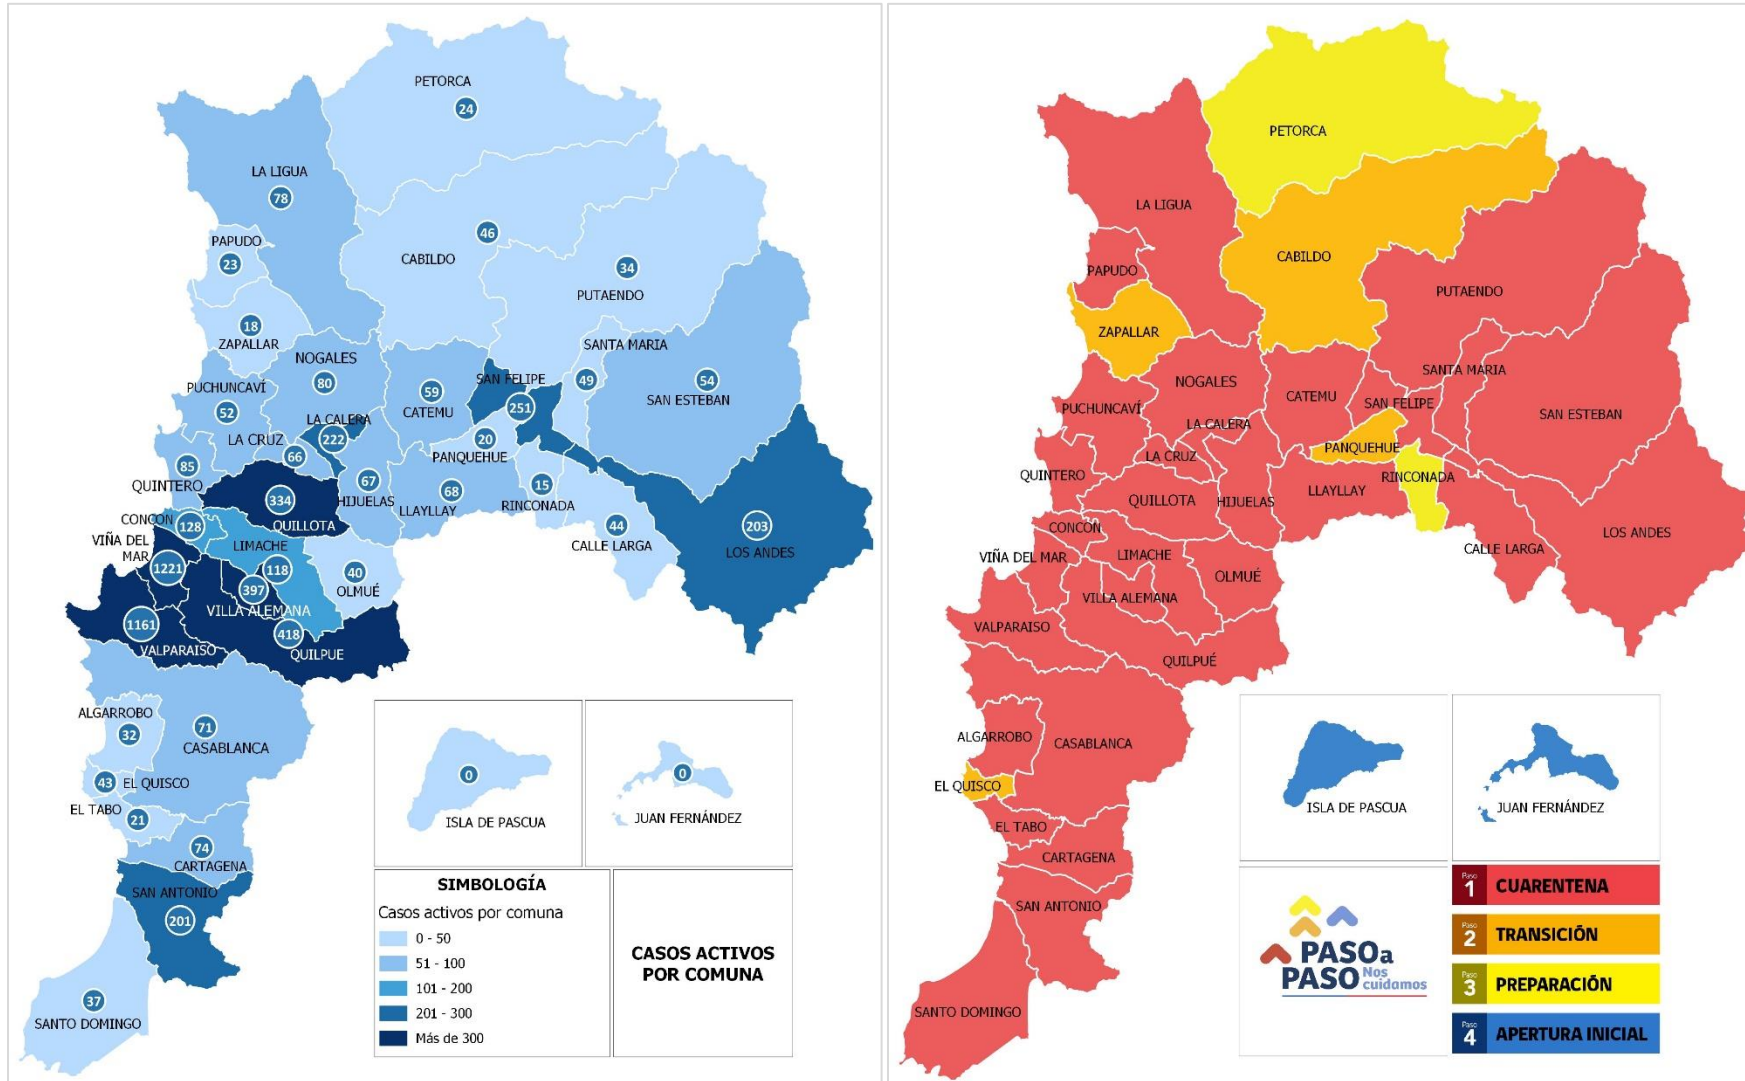 PETORCA
24
LA LIGUA
78
PAPUDO
23
46
CABILDO
34
PUTAENDO
18
ZAPALLAR
SANTA MARIA
49
NOGALES
80
PUCHUNCAVÍ
52
SAN FELIPE
251
59
CATEMU
54
SAN ESTEBAN
LA CALERA
222
LA CRUZ
66
20
PANQUEHUE
85
QUINTERO
67
HIJUELAS
68
LLAYLLAY
15
RINCONADA
334
QUILLOTA
CONCON
128
44
CALLE LARGA
203
LOS ANDES
VIÑA DEL
MAR
1221
LIMACHE
118
397
VILLA ALEMANA
40
OLMUÉ
1161
VALPARAISO
418
QUILPUE
ALGARROBO
32
71
CASABLANCA
43
EL QUISCO
EL TABO
21
74
CARTAGENA
SAN ANTONIO
201
37
SANTO DOMINGO
0
ISLA DE PASCUA
0
JUAN FERNÁNDEZ
SIMBOLOGÍA
Casos activos por comuna
0 - 50
51 - 100
101 - 200
201 - 300
Más de 300
CASOS ACTIVOS
POR COMUNA
PETORCA
LA LIGUA
PAPUDO
CABILDO
PUTAENDO
ZAPALLAR
SANTA MARIA
NOGALES
CATEMU
SAN FELIPE
SAN ESTEBAN
PUCHUNCAVÍ
LA CALERA
LA CRUZ
PANQUEHUE
QUINTERO
RINCONADA
LLAYLLAY
QUILLOTA
HIJUELAS
CONCÓN
LOS ANDES
VIÑA DEL MAR
LIMACHE
CALLE LARGA
OLMUÉ
VILLA ALEMANA
VALPARAISO
QUILPUÉ
ALGARROBO
CASABLANCA
EL QUISCO
EL TABO
CARTAGENA
SAN ANTONIO
SANTO DOMINGO
ISLA DE PASCUA
JUAN FERNÁNDEZ
PASO a
PASO Nos
cuidamos
Paso 1 CUARENTENA
Paso 2 TRANSICIÓN
Paso 3 PREPARACIÓN
Paso 4 APERTURA INICIAL